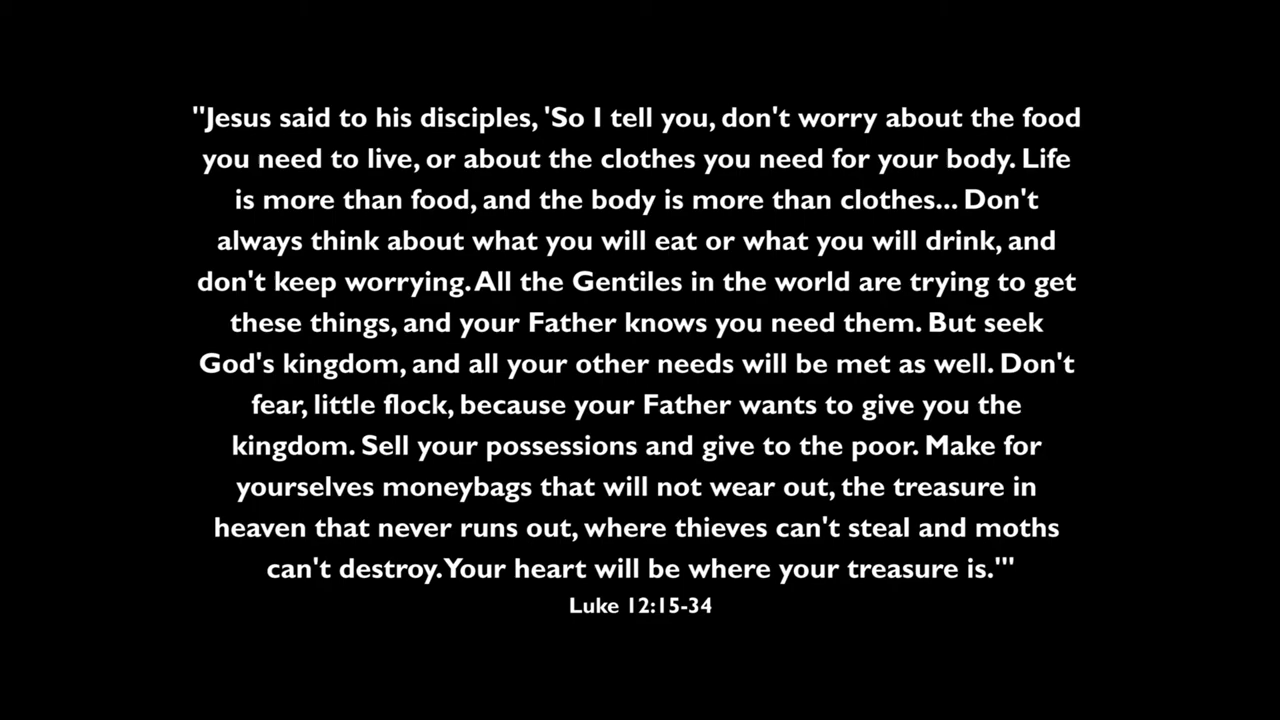 "Jesus said to his disciples, 'So I tell you, don't worry about the food
you need to live, or about the clothes you need for your body. Life
is more than food, and the body is more than clothes... Don't
always think about what you will eat or what you will drink, and
don't keep worrying. All the Gentiles in the world are trying to get
these things, and your Father knows you need them. But seek
God's kingdom, and all your other needs will be met as well. Don't
fear, little flock, because your Father wants to give you the
kingdom. Sell your possessions and give to the poor. Make for
yourselves moneybags that will not wear out, the treasure in
heaven that never runs out, where thieves can't steal and moths
can't destroy. Your heart will be where your treasure is.'"
Luke 12:15-34